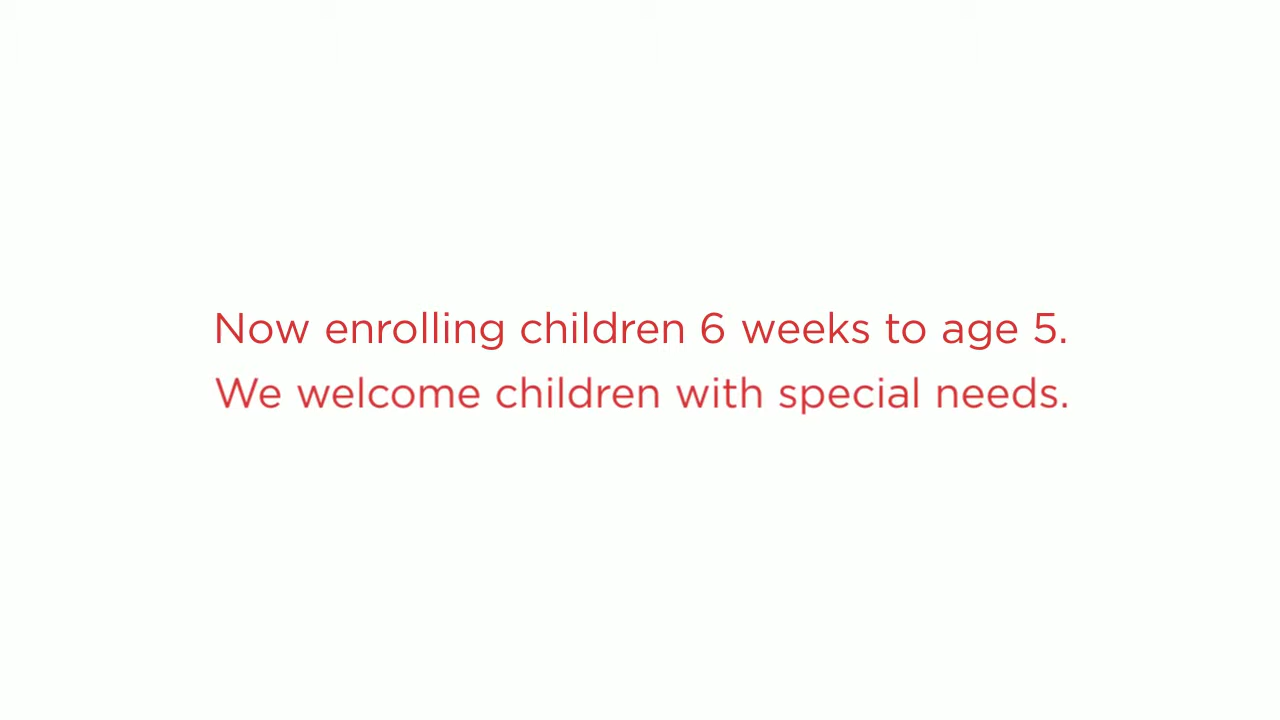 Now enrolling children 6 weeks to age 5.
We welcome children with special needs.